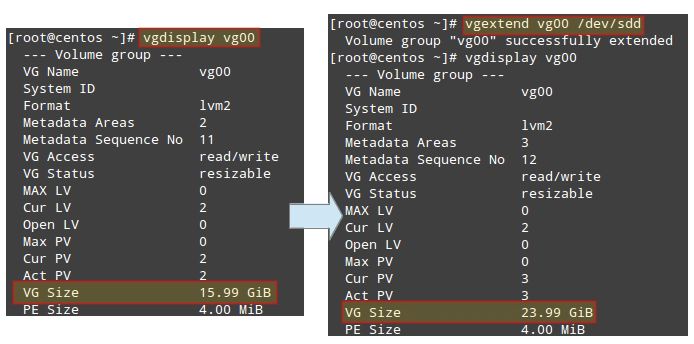 [root@centos ~]# vgdisplay vg00
--- Volume group ---
VG Name vg00
System ID
Format lvm2
Metadata Areas 2
Metadata Sequence No 11
VG Access read/write
VG Status resizable
MAX LV 0
Cur LV 2
Open LV 0
Max PV 0
Cur PV 2
Act PV 2
VG Size 15.99 GiB
PE Size 4.00 MiB
[root@centos ~]# vgextend vg00 /dev/sdd
Volume group "vg00" successfully extended
[root@centos ~]# vgdisplay vg00
--- Volume group ---
VG Name vg00
System ID
Format lvm2
Metadata Areas 3
Metadata Sequence No 12
VG Access read/write
VG Status resizable
MAX LV 0
Cur LV 2
Open LV 0
Max PV 0
Cur PV 3
Act PV 3
VG Size 23.99 GiB
PE Size 4.00 MiB